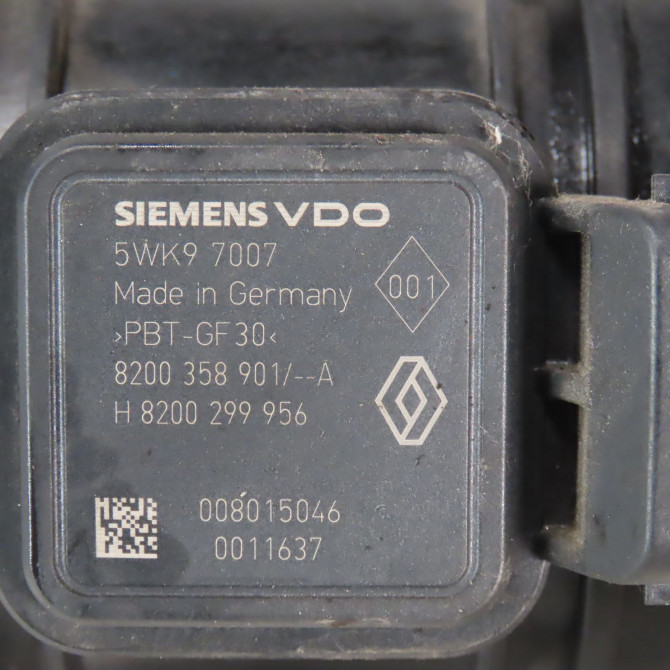 SIEMENS VDO
5WK9 7007
001
Made in Germany
>PBT-GF30<
8200 358 901/--A
H 8200 299 956
008015046
0011637